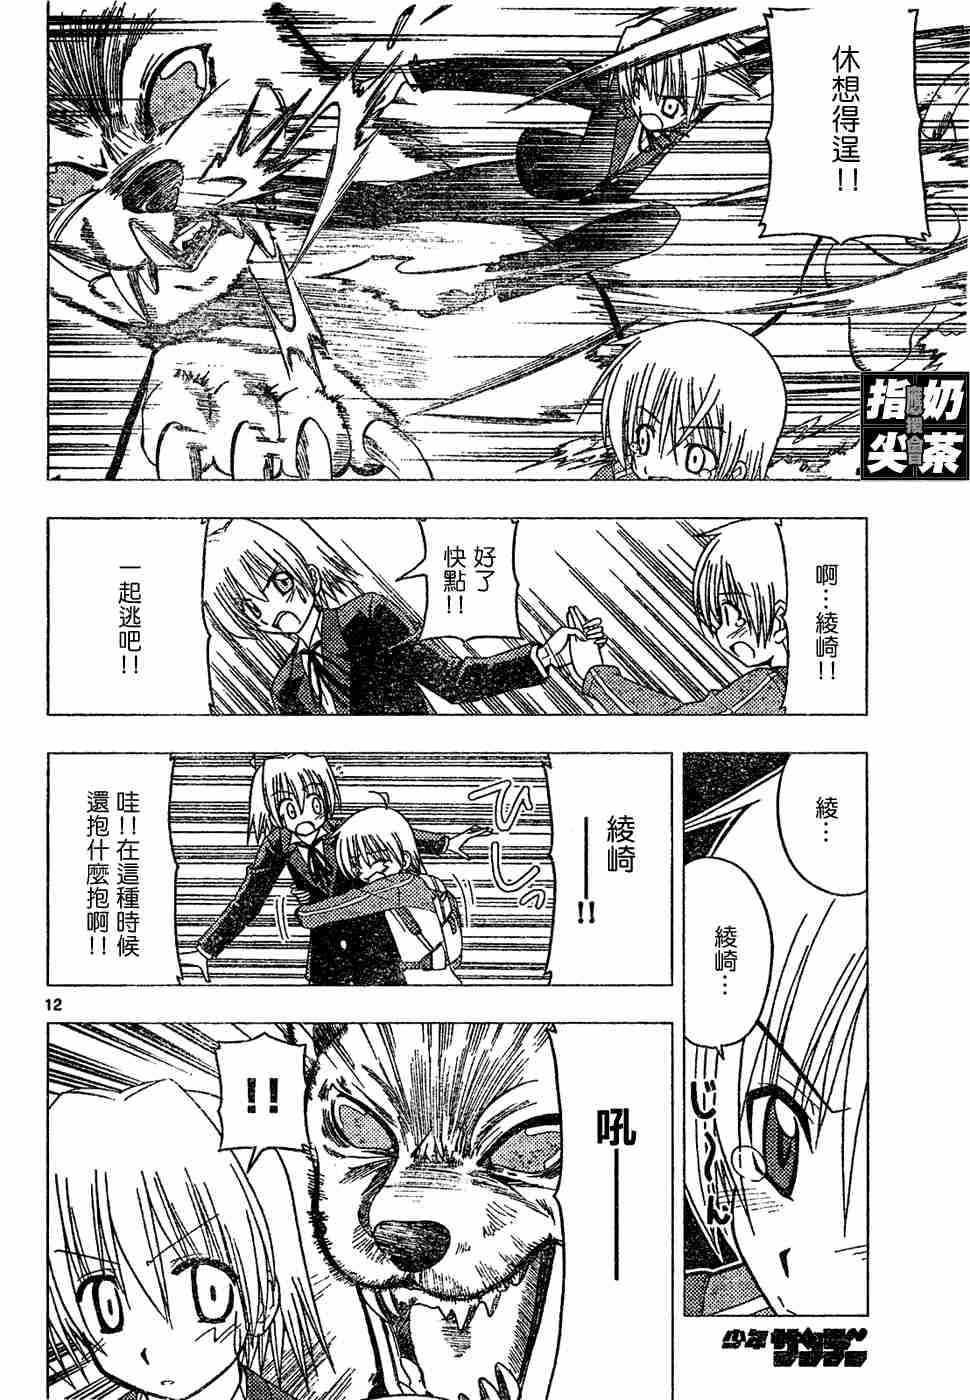 休想得逞!!
奶茶
指尖
啊…綾崎!!
好了
快點!!
一起逃吧!!
綾…
綾崎…
じ〜〜ん
綾崎
——!!
ひしっ
哇!!在這種時候
還抱什麼抱啊!!
12
吼——
!!
少年サンデー